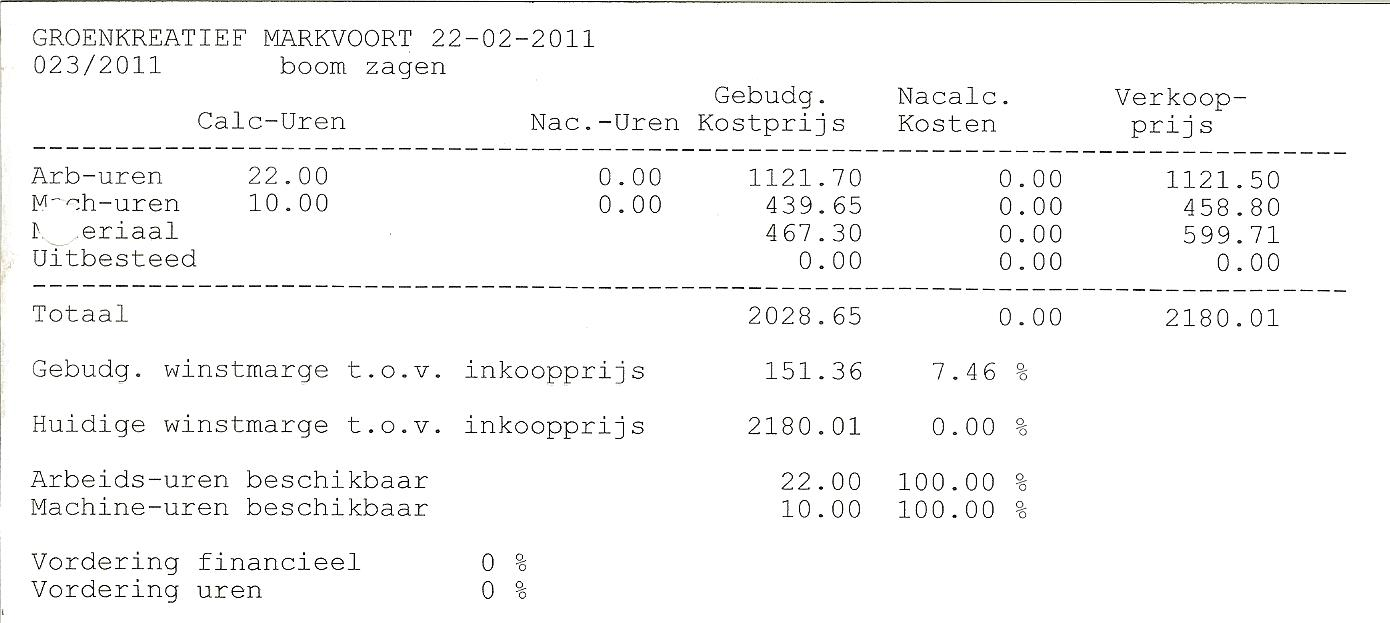 GROENKREATIEF MARKVOORT 22-02-2011
023/2011 boom zagen
Gebudg. Nacalc. Verkoop-
Calc-Uren Nac.-Uren Kostprijs Kosten prijs
Arb-uren 22.00 0.00 1121.70 0.00 1121.50
10.00 0.00 439.65 0.00 458.80
467.30 0.00 599.71
Uitbesteed 0.00 0.00 0.00
Totaal 2028.65 0.00 2180.01
Gebudg. winstmarge t.o.v. inkoopprijs 151.36 7.46 %
Huidige winstmarge t.o.v. inkoopprijs 2180.01 0.00 %
Arbeids-uren beschikbaar 22.00 100.00 %
Machine-uren beschikbaar 10.00 100.00 %
Vordering financieel 0 %
Vordering uren 0 %